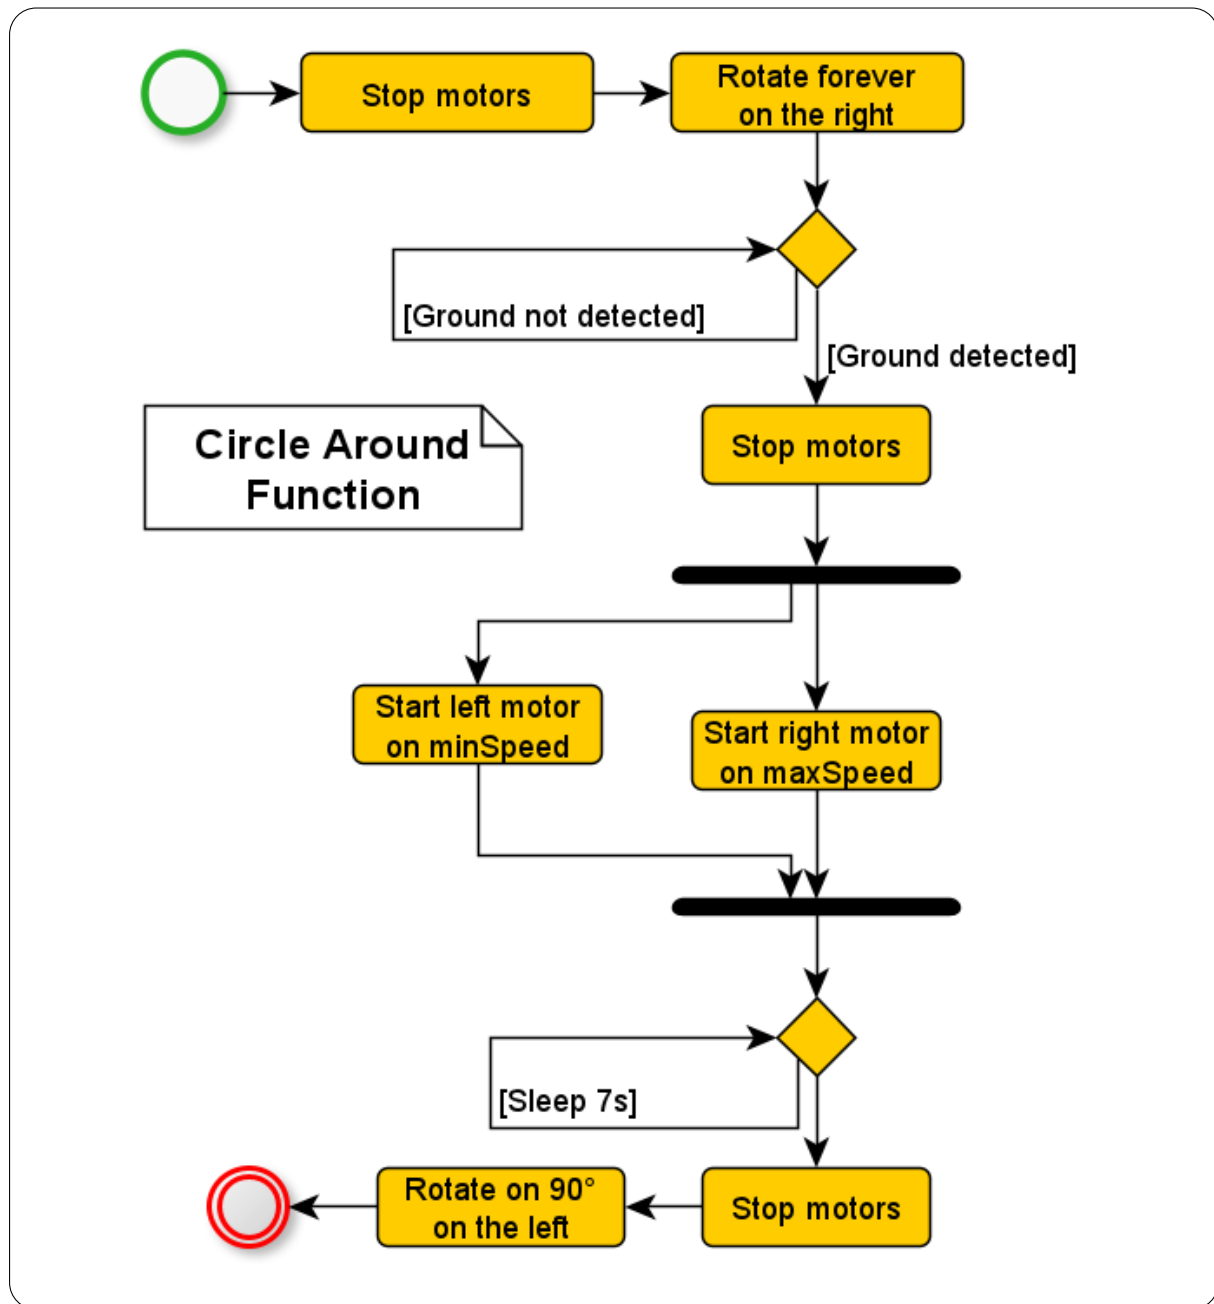 Stop motors
Rotate forever
on the right
[Ground not detected]
[Ground detected]
Circle Around
Function
Stop motors
Start left motor
on minSpeed
Start right motor
on maxSpeed
[Sleep 7s]
Stop motors
Rotate on 90°
on the left